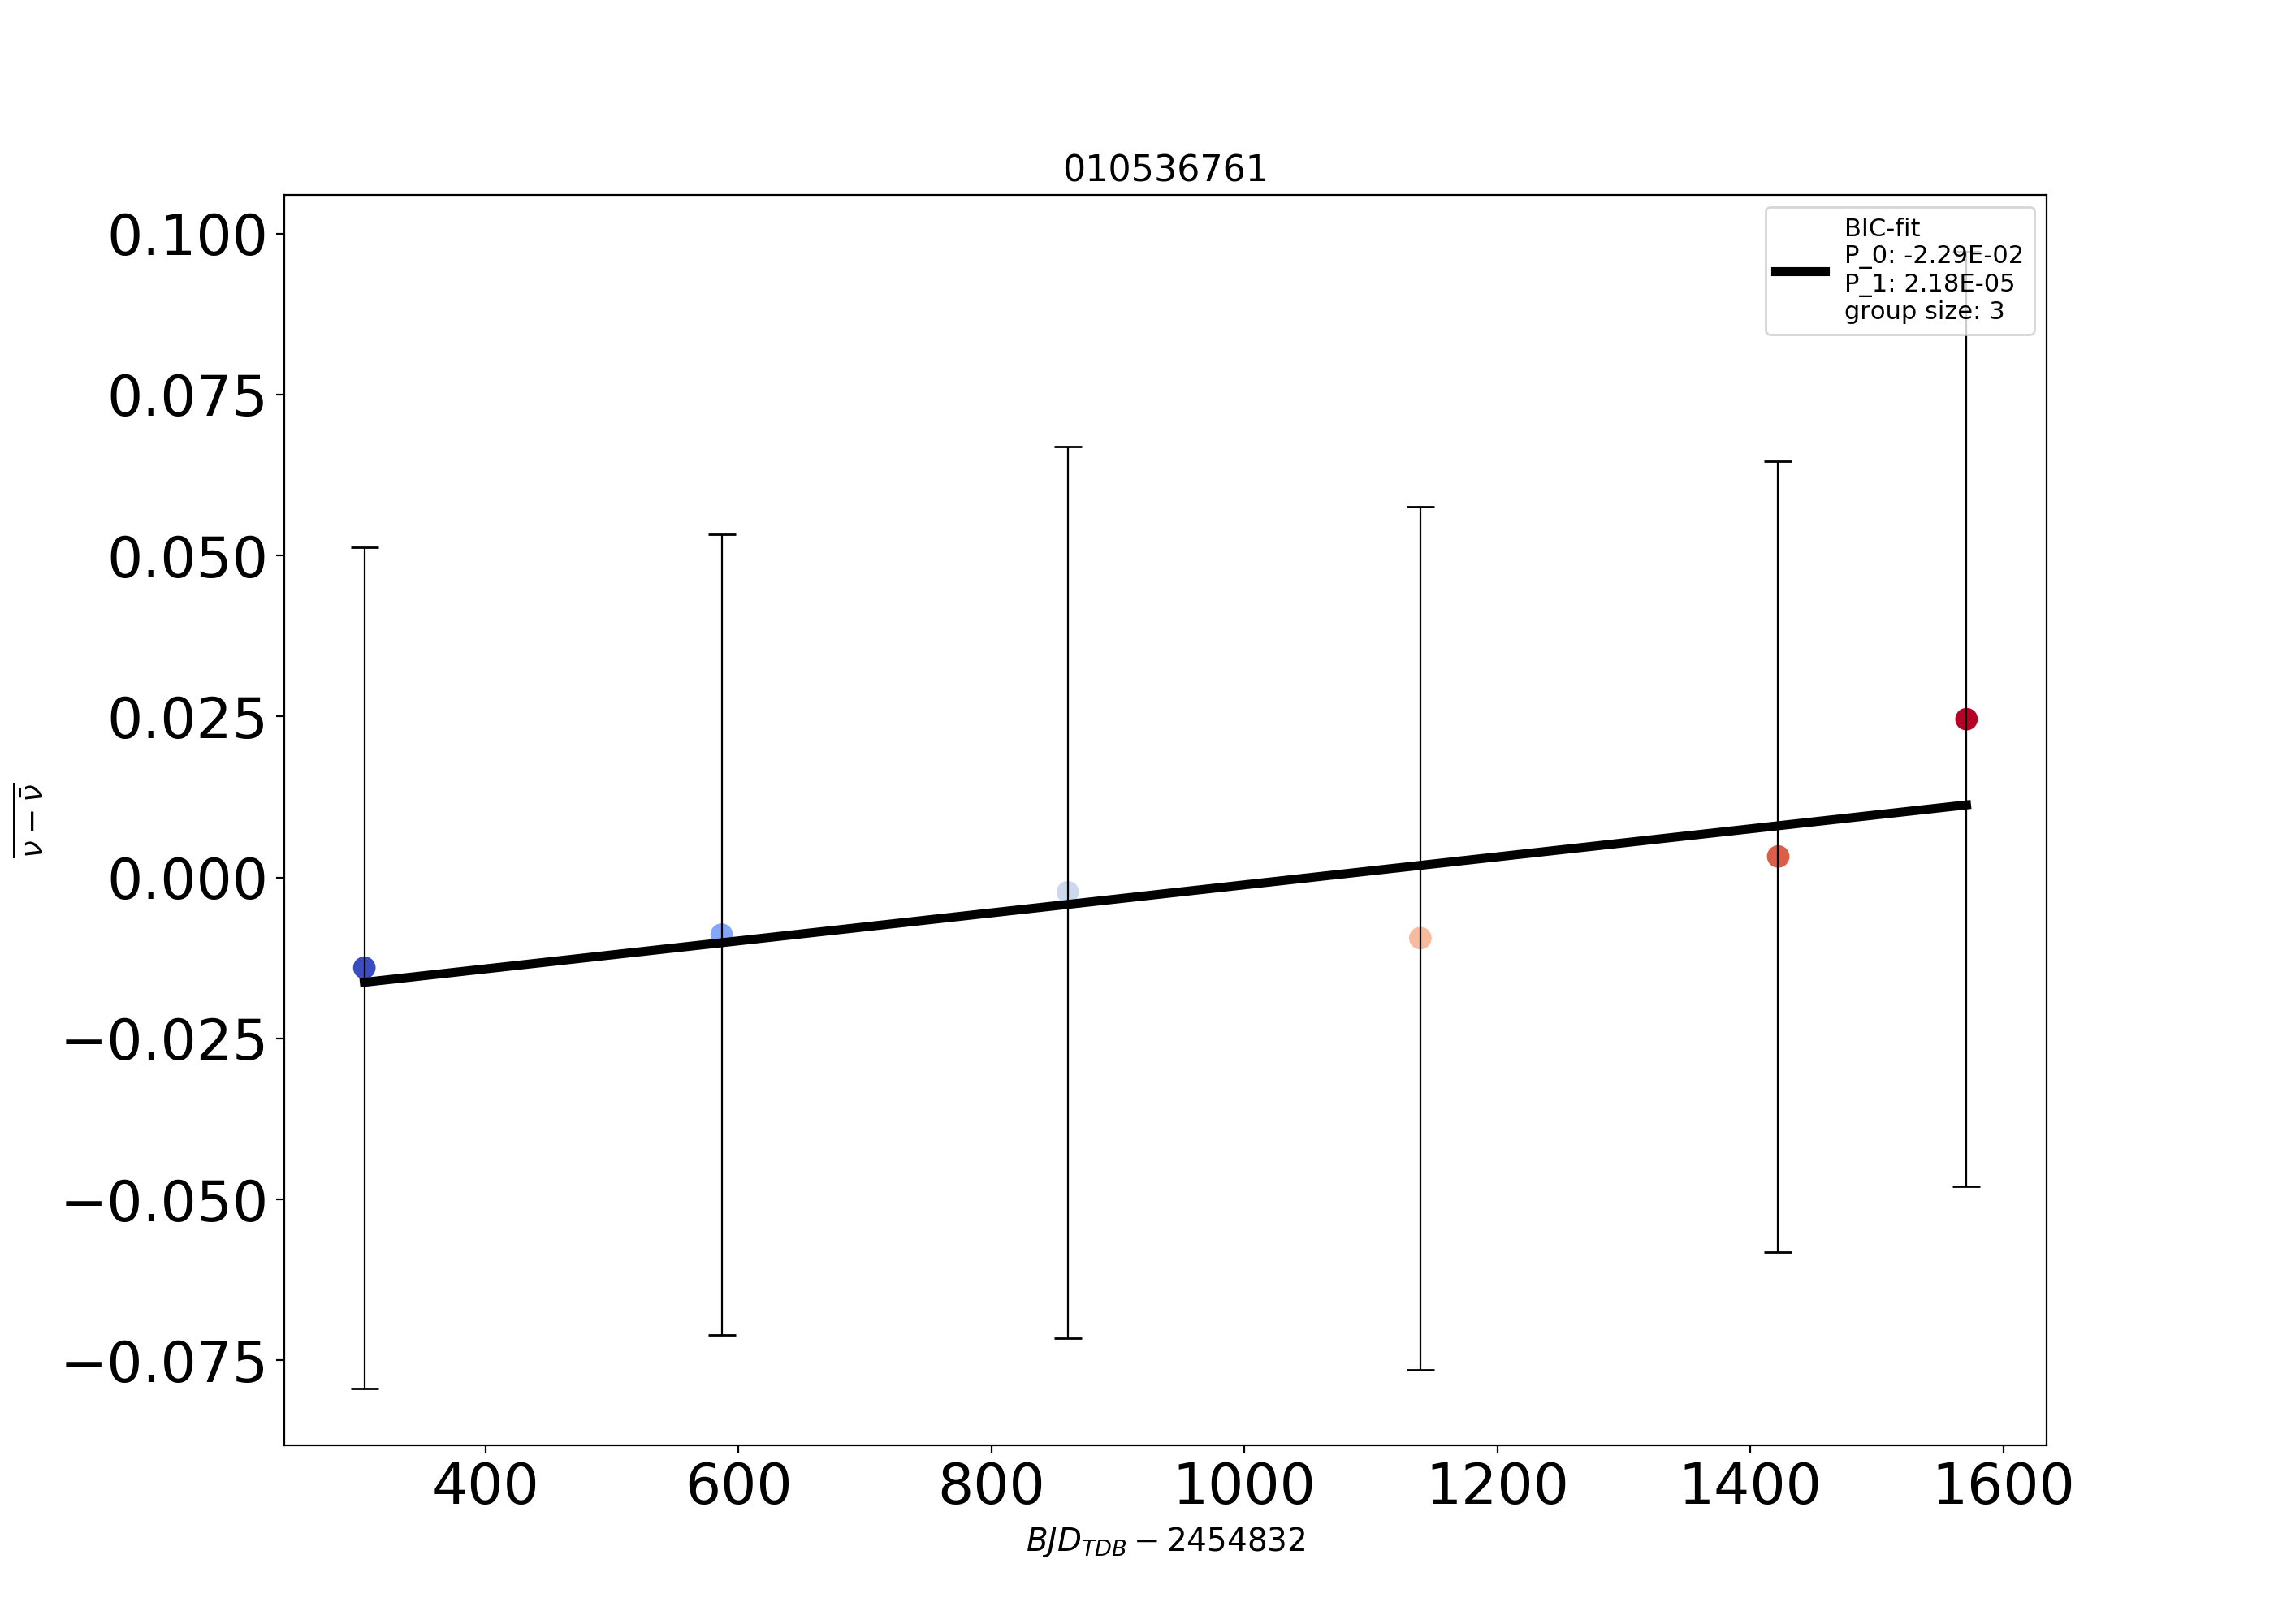 010536761
BIC-fit
P_0: -2.29E-02
P_1: 2.18E-05
group size: 3
0.100
0.075
0.050
0.025
0.000
−0.025
−0.050
−0.075
ν − ν̄
400 600 800 1000 1200 1400 1600
BJD_TDB − 2454832